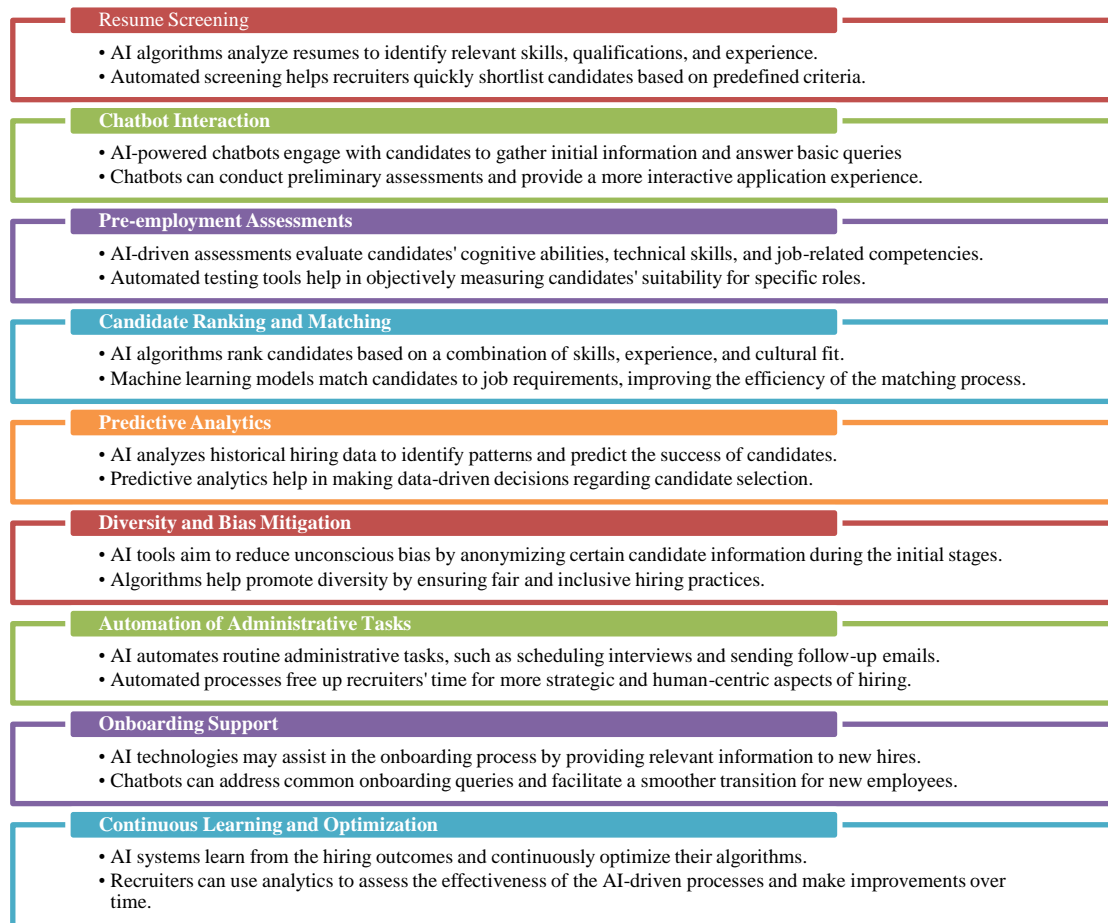 Resume Screening
• AI algorithms analyze resumes to identify relevant skills, qualifications, and experience.
• Automated screening helps recruiters quickly shortlist candidates based on predefined criteria.
Chatbot Interaction
• AI-powered chatbots engage with candidates to gather initial information and answer basic queries
• Chatbots can conduct preliminary assessments and provide a more interactive application experience.
Pre-employment Assessments
• AI-driven assessments evaluate candidates' cognitive abilities, technical skills, and job-related competencies.
• Automated testing tools help in objectively measuring candidates' suitability for specific roles.
Candidate Ranking and Matching
• AI algorithms rank candidates based on a combination of skills, experience, and cultural fit.
• Machine learning models match candidates to job requirements, improving the efficiency of the matching process.
Predictive Analytics
• AI analyzes historical hiring data to identify patterns and predict the success of candidates.
• Predictive analytics help in making data-driven decisions regarding candidate selection.
Diversity and Bias Mitigation
• AI tools aim to reduce unconscious bias by anonymizing certain candidate information during the initial stages.
• Algorithms help promote diversity by ensuring fair and inclusive hiring practices.
Automation of Administrative Tasks
• AI automates routine administrative tasks, such as scheduling interviews and sending follow-up emails.
• Automated processes free up recruiters' time for more strategic and human-centric aspects of hiring.
Onboarding Support
• AI technologies may assist in the onboarding process by providing relevant information to new hires.
• Chatbots can address common onboarding queries and facilitate a smoother transition for new employees.
Continuous Learning and Optimization
• AI systems learn from the hiring outcomes and continuously optimize their algorithms.
• Recruiters can use analytics to assess the effectiveness of the AI-driven processes and make improvements over
time.